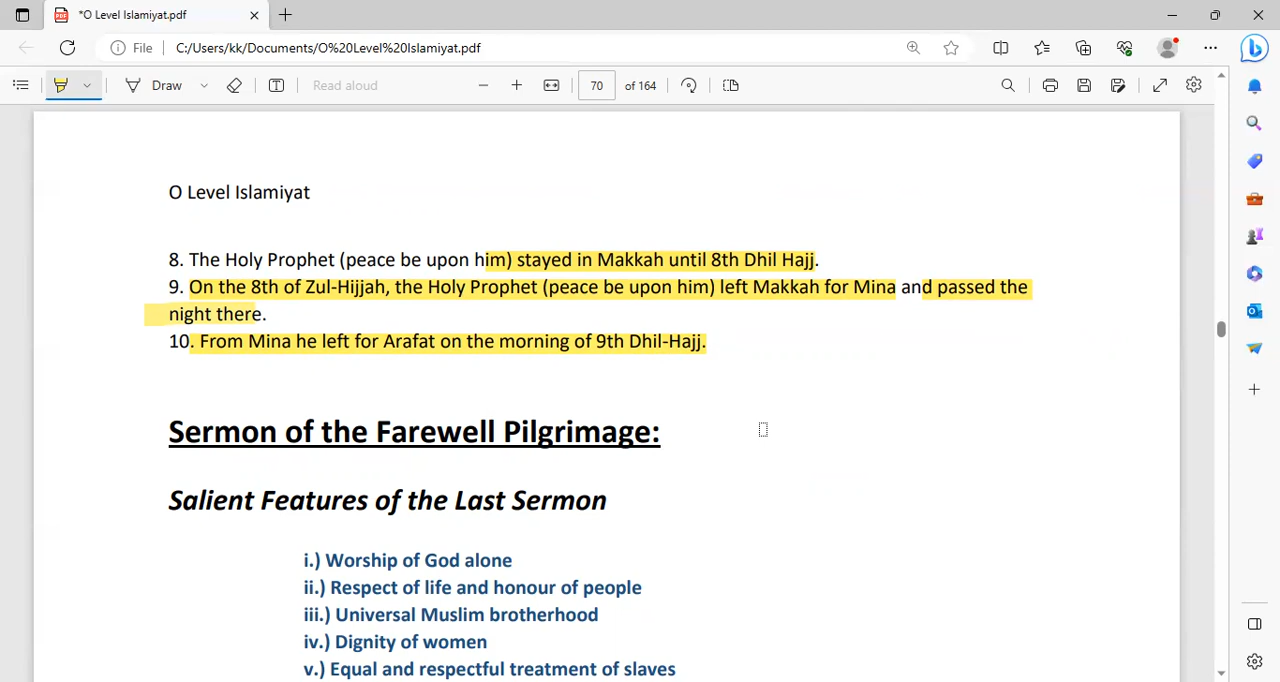 *O Level Islamiyat.pdf
File C:/Users/kk/Documents/O%20Level%20Islamiyat.pdf
Draw Read aloud 70 of 164
O Level Islamiyat
8. The Holy Prophet (peace be upon him) stayed in Makkah until 8th Dhil Hajj.
9. On the 8th of Zul-Hijjah, the Holy Prophet (peace be upon him) left Makkah for Mina and passed the
night there.
10. From Mina he left for Arafat on the morning of 9th Dhil-Hajj.
Sermon of the Farewell Pilgrimage:
Salient Features of the Last Sermon
i.) Worship of God alone
ii.) Respect of life and honour of people
iii.) Universal Muslim brotherhood
iv.) Dignity of women
v.) Equal and respectful treatment of slaves